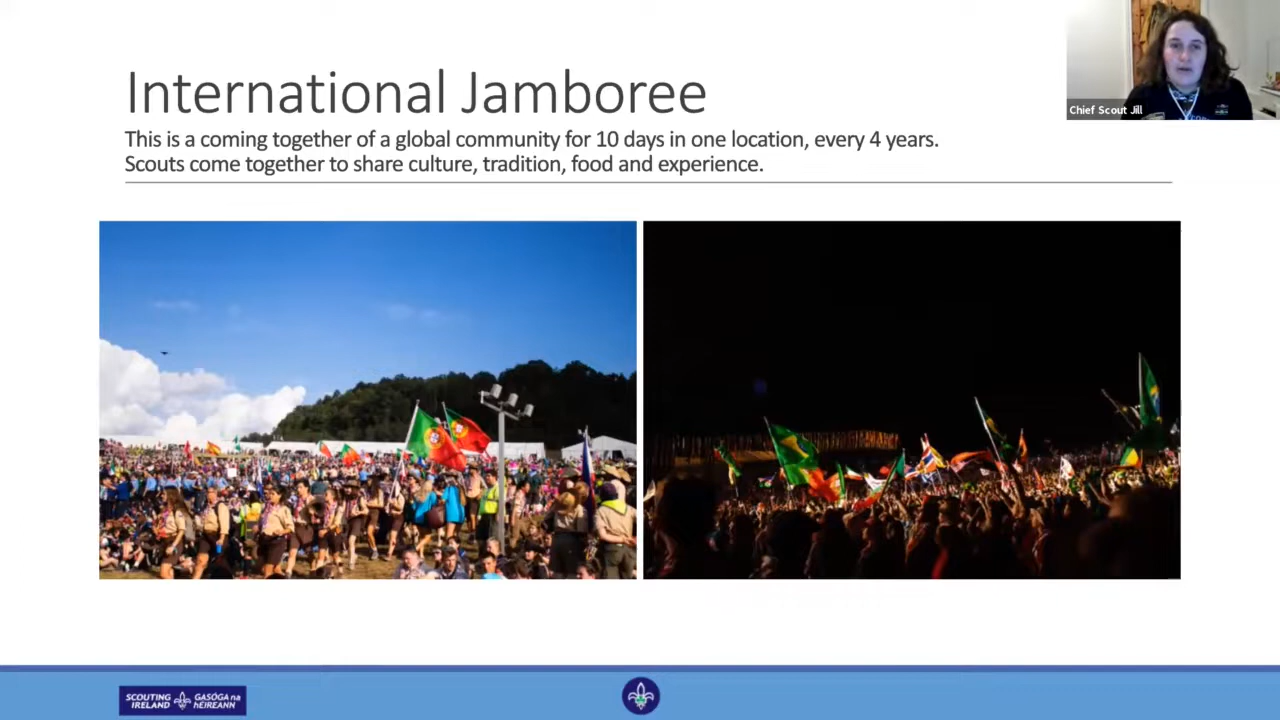 International Jamboree
This is a coming together of a global community for 10 days in one location, every 4 years.
Scouts come together to share culture, tradition, food and experience.
Chief Scout Jill
SCOUTING IRELAND
GASÓGA na hÉIREANN